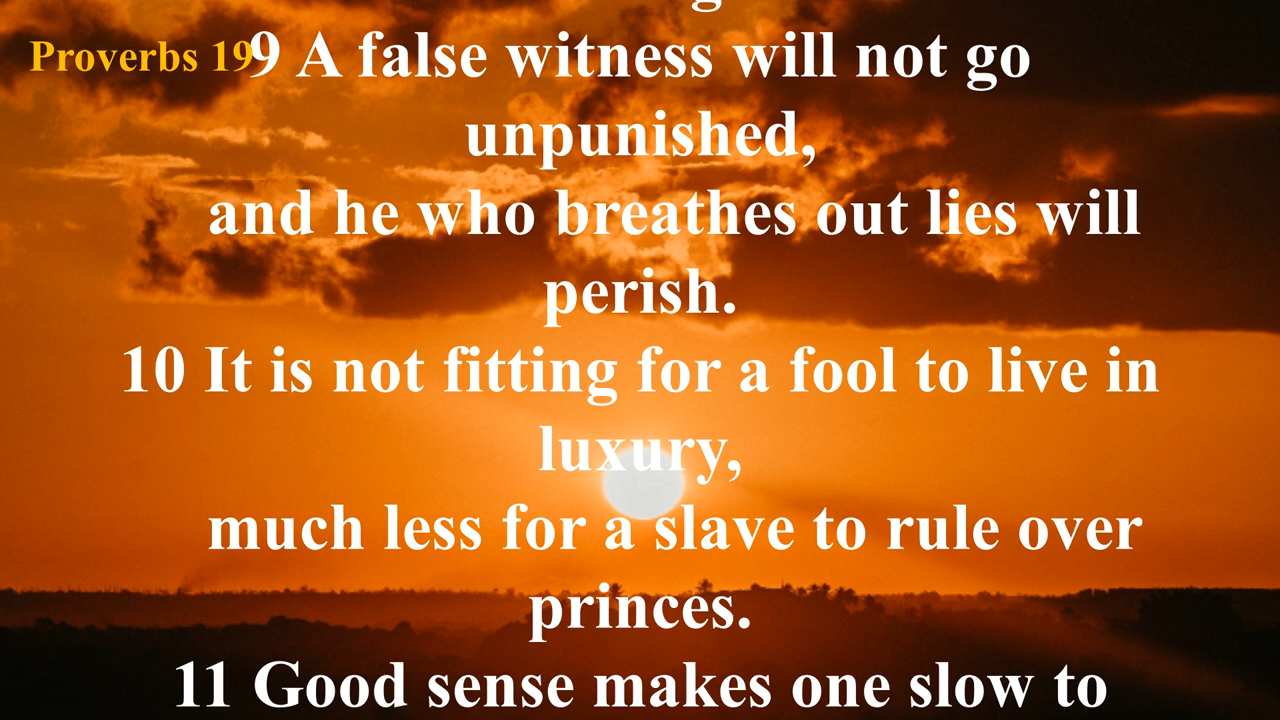 Proverbs 19
9 A false witness will not go
unpunished,
and he who breathes out lies will
perish.
10 It is not fitting for a fool to live in
luxury,
much less for a slave to rule over
princes.
11 Good sense makes one slow to